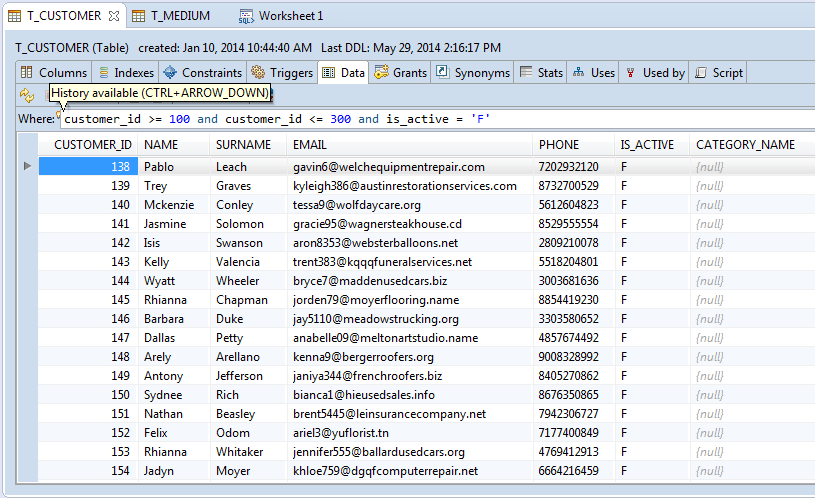 T_CUSTOMER T_MEDIUM SQL Worksheet 1
T_CUSTOMER (Table) created: Jan 10, 2014 10:44:40 AM Last DDL: May 29, 2014 2:16:17 PM
Columns Indexes Constraints Triggers Data Grants Synonyms Stats Uses Used by Script
History available (CTRL+ARROW_DOWN)
Where: customer_id >= 100 and customer_id <= 300 and is_active = 'F'
CUSTOMER_ID NAME SURNAME EMAIL PHONE IS_ACTIVE CATEGORY_NAME
138 Pablo Leach gavin6@welchequipmentrepair.com 7202932120 F {null}
139 Trey Graves kyleigh386@austinrestorationservices.com 8732700529 F {null}
140 Mckenzie Conley tessa9@wolfdaycare.org 5612604823 F {null}
141 Jasmine Solomon gracie95@wagnersteakhouse.cd 8529555554 F {null}
142 Isis Swanson aron8353@websterballoons.net 2809210078 F {null}
143 Kelly Valencia trent383@kqqqfuneralservices.net 5518204801 F {null}
144 Wyatt Wheeler bryce7@maddenusedcars.biz 3003681636 F {null}
145 Rhianna Chapman jorden79@moyerflooring.name 8854419230 F {null}
146 Barbara Duke jay5110@meadowstrucking.org 3303580652 F {null}
147 Dallas Petty anabelle09@meltonartstudio.name 4857674492 F {null}
148 Arely Arellano kenna9@bergerroofers.org 9008328992 F {null}
149 Antony Jefferson janiya344@frenchroofers.biz 8405270862 F {null}
150 Sydnee Rich bianca1@hieusedsales.info 8676350865 F {null}
151 Nathan Beasley brent5445@leinsurancecompany.net 7942306727 F {null}
152 Felix Odom ariel3@yuflorist.tn 7177400849 F {null}
153 Rhianna Whitaker jennifer555@ballardusedcars.org 4769412913 F {null}
154 Jadyn Moyer khloe759@dgqfcomputerrepair.net 6664216459 F {null}